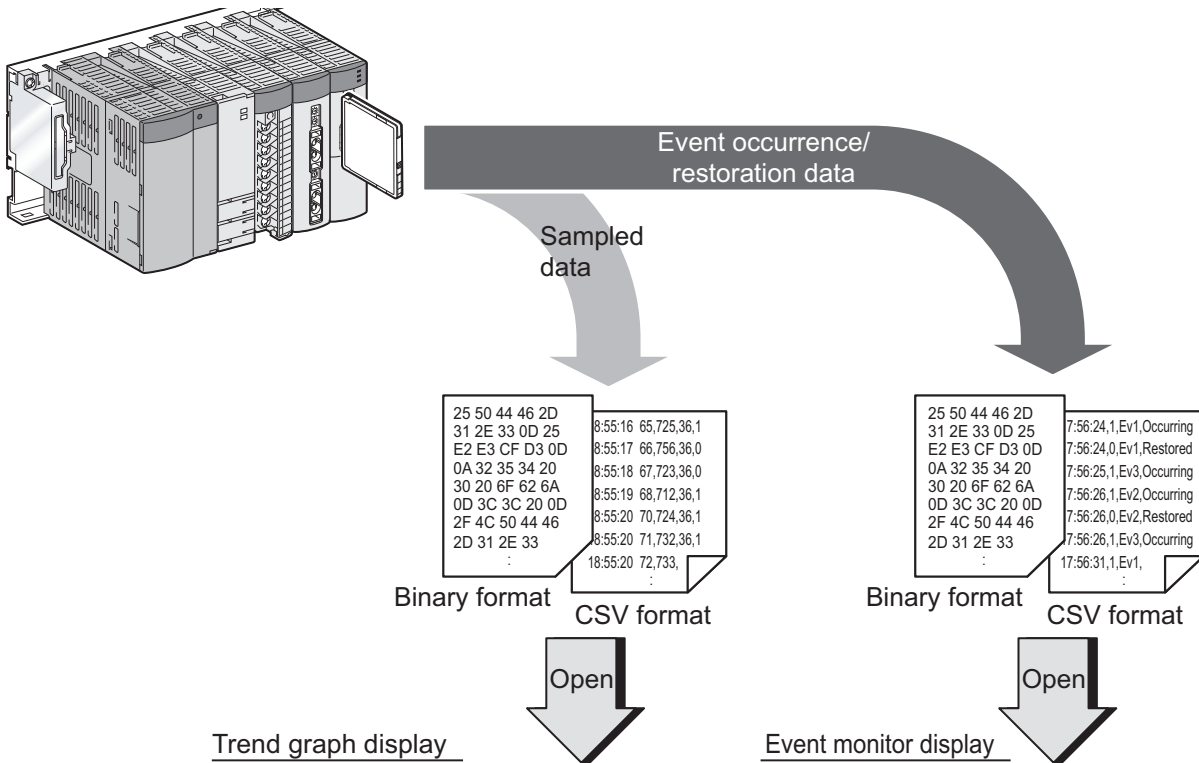 Event occurrence/
restoration data
Sampled
data
25 50 44 46 2D
31 2E 33 0D 25
E2 E3 CF D3 0D
0A 32 35 34 20
30 20 6F 62 6A
0D 3C 3C 20 0D
2F 4C 50 44 46
2D 31 2E 33
:
8:55:16 65,725,36,1
8:55:17 66,756,36,0
8:55:18 67,723,36,0
8:55:19 68,712,36,1
8:55:20 70,724,36,1
8:55:20 71,732,36,1
18:55:20 72,733,
:
Binary format
CSV format
25 50 44 46 2D
31 2E 33 0D 25
E2 E3 CF D3 0D
0A 32 35 34 20
30 20 6F 62 6A
0D 3C 3C 20 0D
2F 4C 50 44 46
2D 31 2E 33
:
7:56:24,1,Ev1,Occurring
7:56:24,0,Ev1,Restored
7:56:25,1,Ev3,Occurring
7:56:26,1,Ev2,Occurring
7:56:26,0,Ev2,Restored
17:56:26,1,Ev3,Occurring
17:56:31,1,Ev1,
:
Binary format
CSV format
Open
Open
Trend graph display
Event monitor display